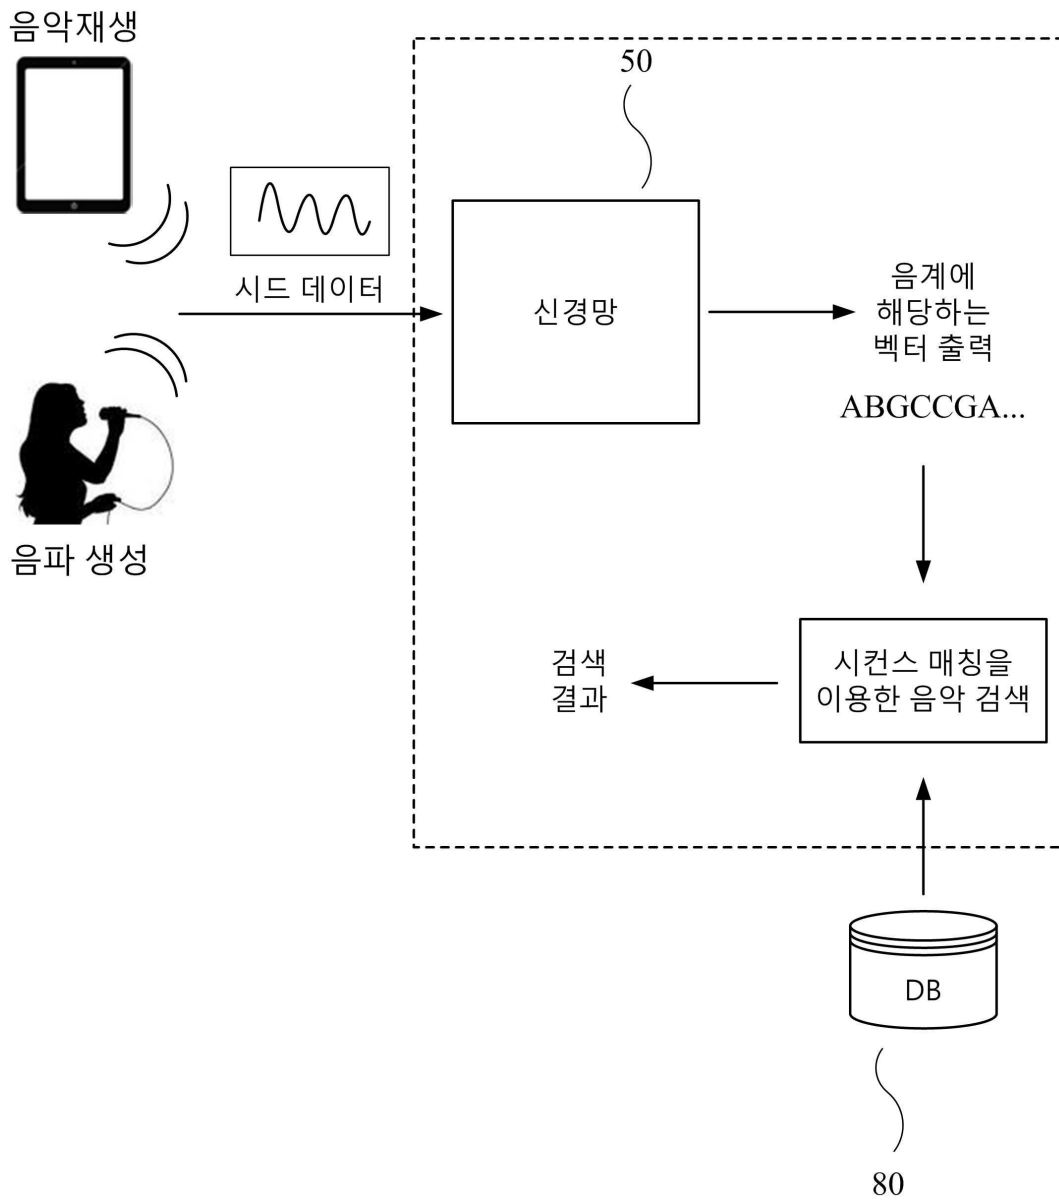 음악재생
50
시드 데이터
신경망
음계에
해당하는
벡터 출력
ABGCCGA...
음파 생성
시컨스 매칭을
이용한 음악 검색
검색
결과
DB
80